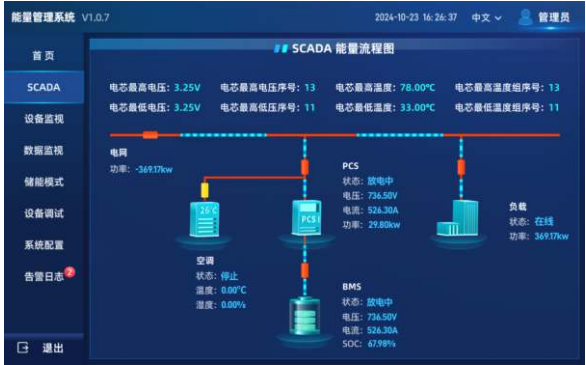 能量管理系统 V1.0.7
2024-10-23 16:26:37 中文 管理员
首页
SCADA
设备监视
数据监视
储能模式
设备调试
系统配置
告警日志 2
退出
SCADA 能量流程图
电芯最高电压: 3.25V 电芯最高电压序号: 13 电芯最高温度: 78.00℃ 电芯最高温度组序号: 13
电芯最低电压: 3.25V 电芯最高低压序号: 11 电芯最低温度: 33.00℃ 电芯最低温度组序号: 11
电网
功率: -369.17kw
PCS
状态: 放电中
电压: 736.50V
电流: 526.30A
功率: 29.80kw
26℃
PCS
负载
状态: 在线
功率: 369.17kw
空调
状态: 停止
温度: 0.00℃
湿度: 0.00%
BMS
状态: 放电中
电压: 736.50V
电流: 526.30A
SOC: 67.98%